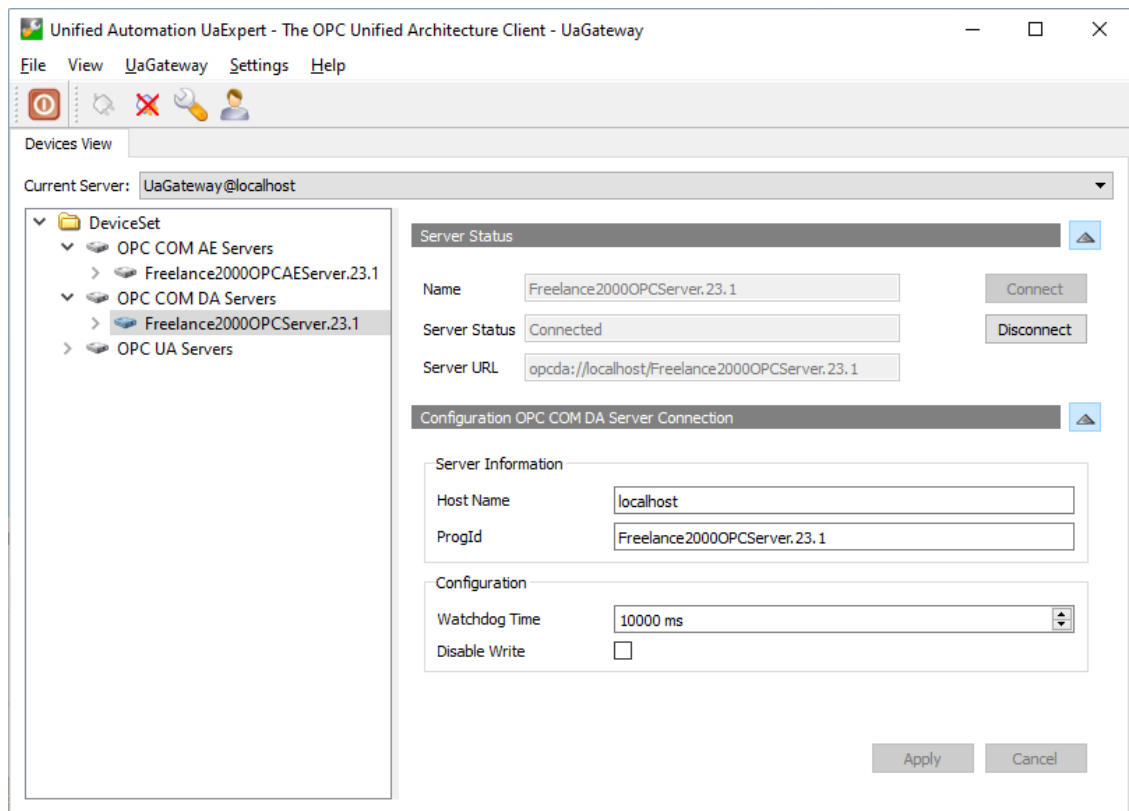 Unified Automation UaExpert - The OPC Unified Architecture Client - UaGateway
File View UaGateway Settings Help
Devices View
Current Server: UaGateway@localhost
DeviceSet
OPC COM AE Servers
Freelance2000OPCAEServer.23.1
OPC COM DA Servers
Freelance2000OPCServer.23.1
OPC UA Servers
Server Status
Name Freelance2000OPCServer.23.1 Connect
Server Status Connected Disconnect
Server URL opcda://localhost/Freelance2000OPCServer.23.1
Configuration OPC COM DA Server Connection
Server Information
Host Name localhost
ProgId Freelance2000OPCServer.23.1
Configuration
Watchdog Time 10000 ms
Disable Write
Apply Cancel